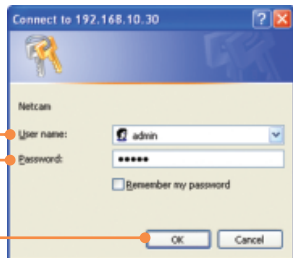 Connect to 192.168.10.30
Netcam
User name: admin
Password: •••••
Remember my password
OK Cancel